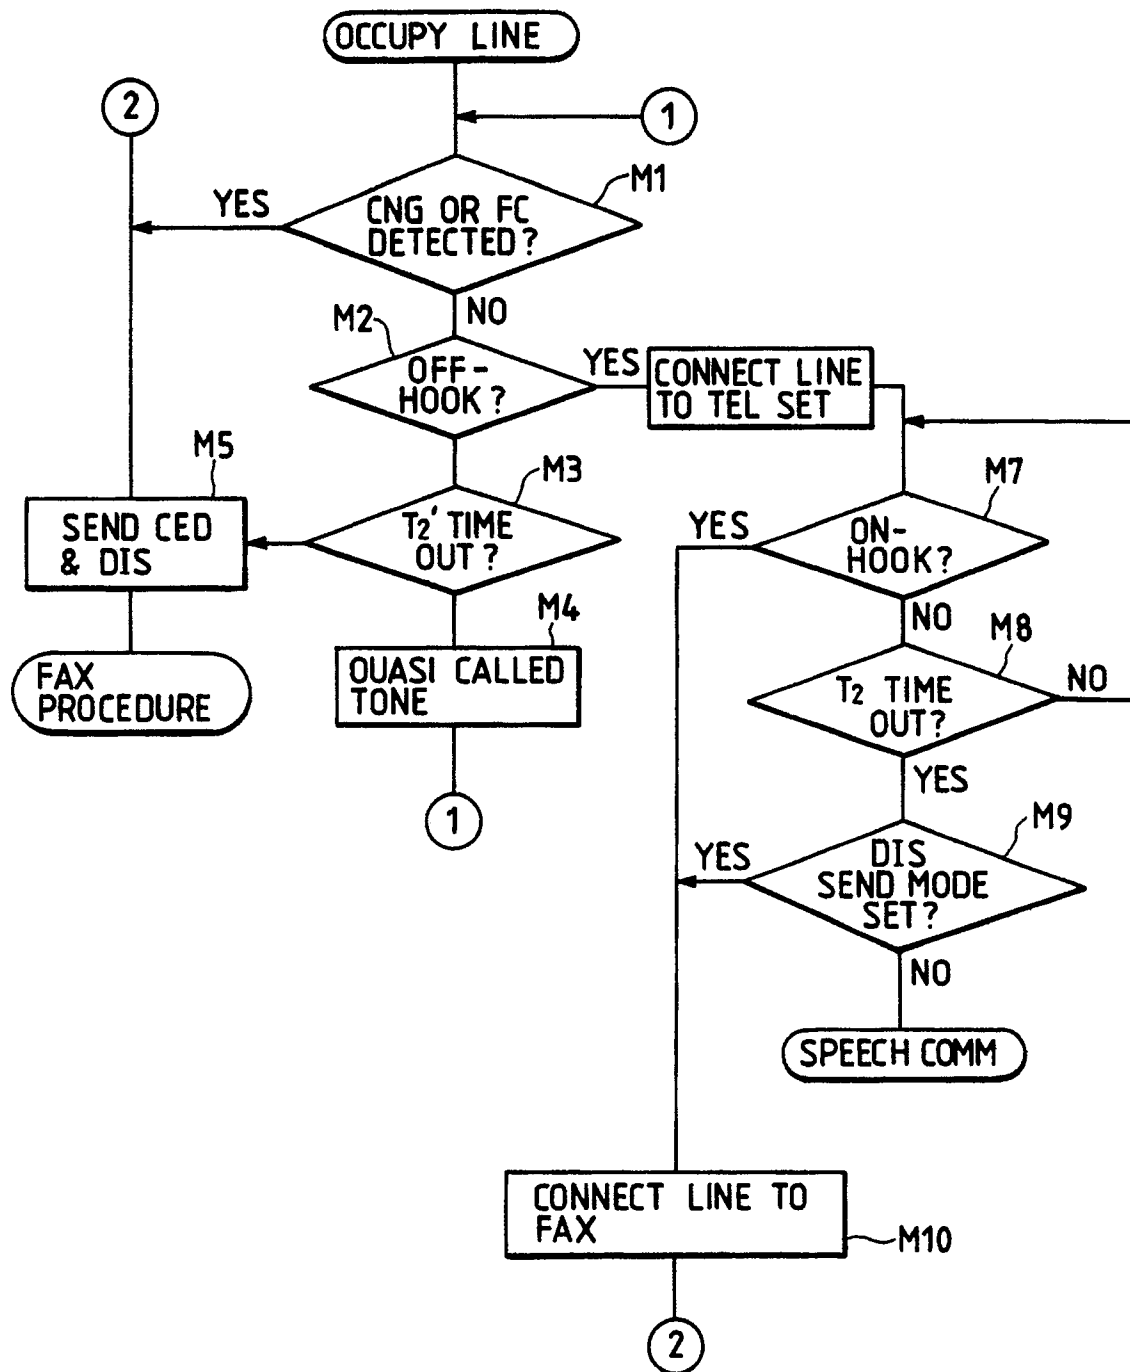 OCCUPY LINE
2
1
M1
YES
CNG OR FC
DETECTED?
NO
M2
OFF-
HOOK?
YES
CONNECT LINE
TO TEL SET
M5
M3
M7
SEND CED
& DIS
T2' TIME
OUT?
YES
ON-
HOOK?
NO
M4
M8
FAX
PROCEDURE
OUASI CALLED
TONE
T2 TIME
OUT?
NO
YES
1
M9
YES
DIS
SEND MODE
SET?
NO
SPEECH COMM
CONNECT LINE TO
FAX
M10
2